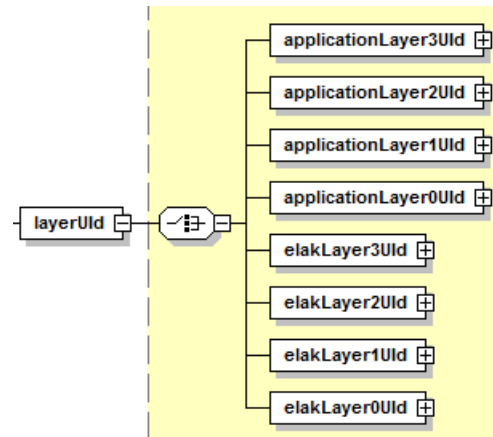 applicationLayer3UId
applicationLayer2UId
applicationLayer1UId
applicationLayer0UId
layerUId
elakLayer3UId
elakLayer2UId
elakLayer1UId
elakLayer0UId